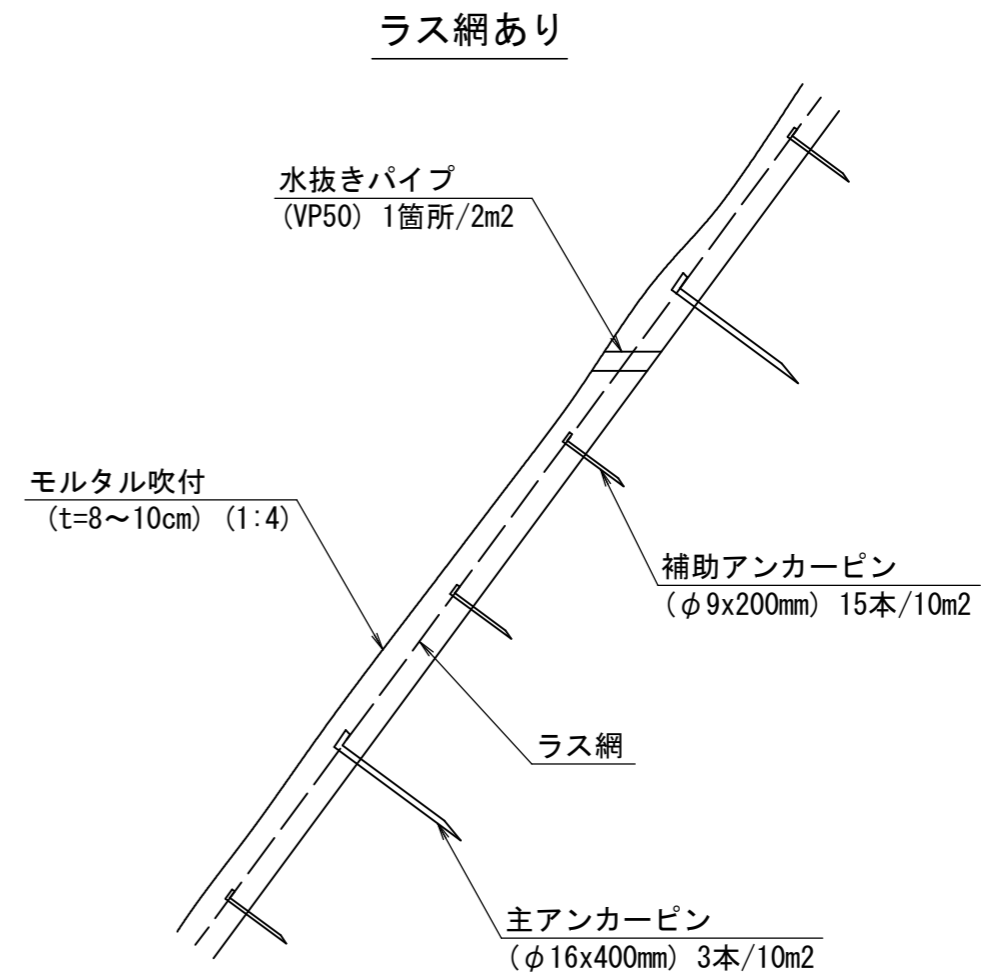 ラス網あり
水抜きパイプ
(VP50) 1箇所/2m2
モルタル吹付
(t=8～10cm) (1:4)
補助アンカーピン
(φ9x200mm) 15本/10m2
ラス網
主アンカーピン
(φ16x400mm) 3本/10m2